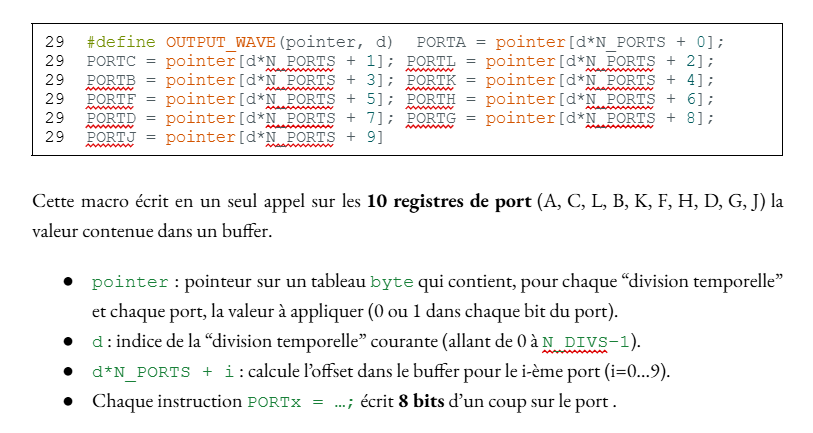 29 #define OUTPUT_WAVE(pointer, d) PORTA = pointer[d*N_PORTS + 0];
29 PORTC = pointer[d*N_PORTS + 1]; PORTL = pointer[d*N_PORTS + 2];
29 PORTB = pointer[d*N_PORTS + 3]; PORTK = pointer[d*N_PORTS + 4];
29 PORTF = pointer[d*N_PORTS + 5]; PORTH = pointer[d*N_PORTS + 6];
29 PORTD = pointer[d*N_PORTS + 7]; PORTG = pointer[d*N_PORTS + 8];
29 PORTJ = pointer[d*N_PORTS + 9]
Cette macro écrit en un seul appel sur les 10 registres de port (A, C, L, B, K, F, H, D, G, J) la
valeur contenue dans un buffer.
● pointer : pointeur sur un tableau byte qui contient, pour chaque “division temporelle”
et chaque port, la valeur à appliquer (0 ou 1 dans chaque bit du port).
● d : indice de la “division temporelle” courante (allant de 0 à N_DIVS-1).
● d*N_PORTS + i : calcule l’offset dans le buffer pour le i-ème port (i=0…9).
● Chaque instruction PORTx = …; écrit 8 bits d’un coup sur le port .